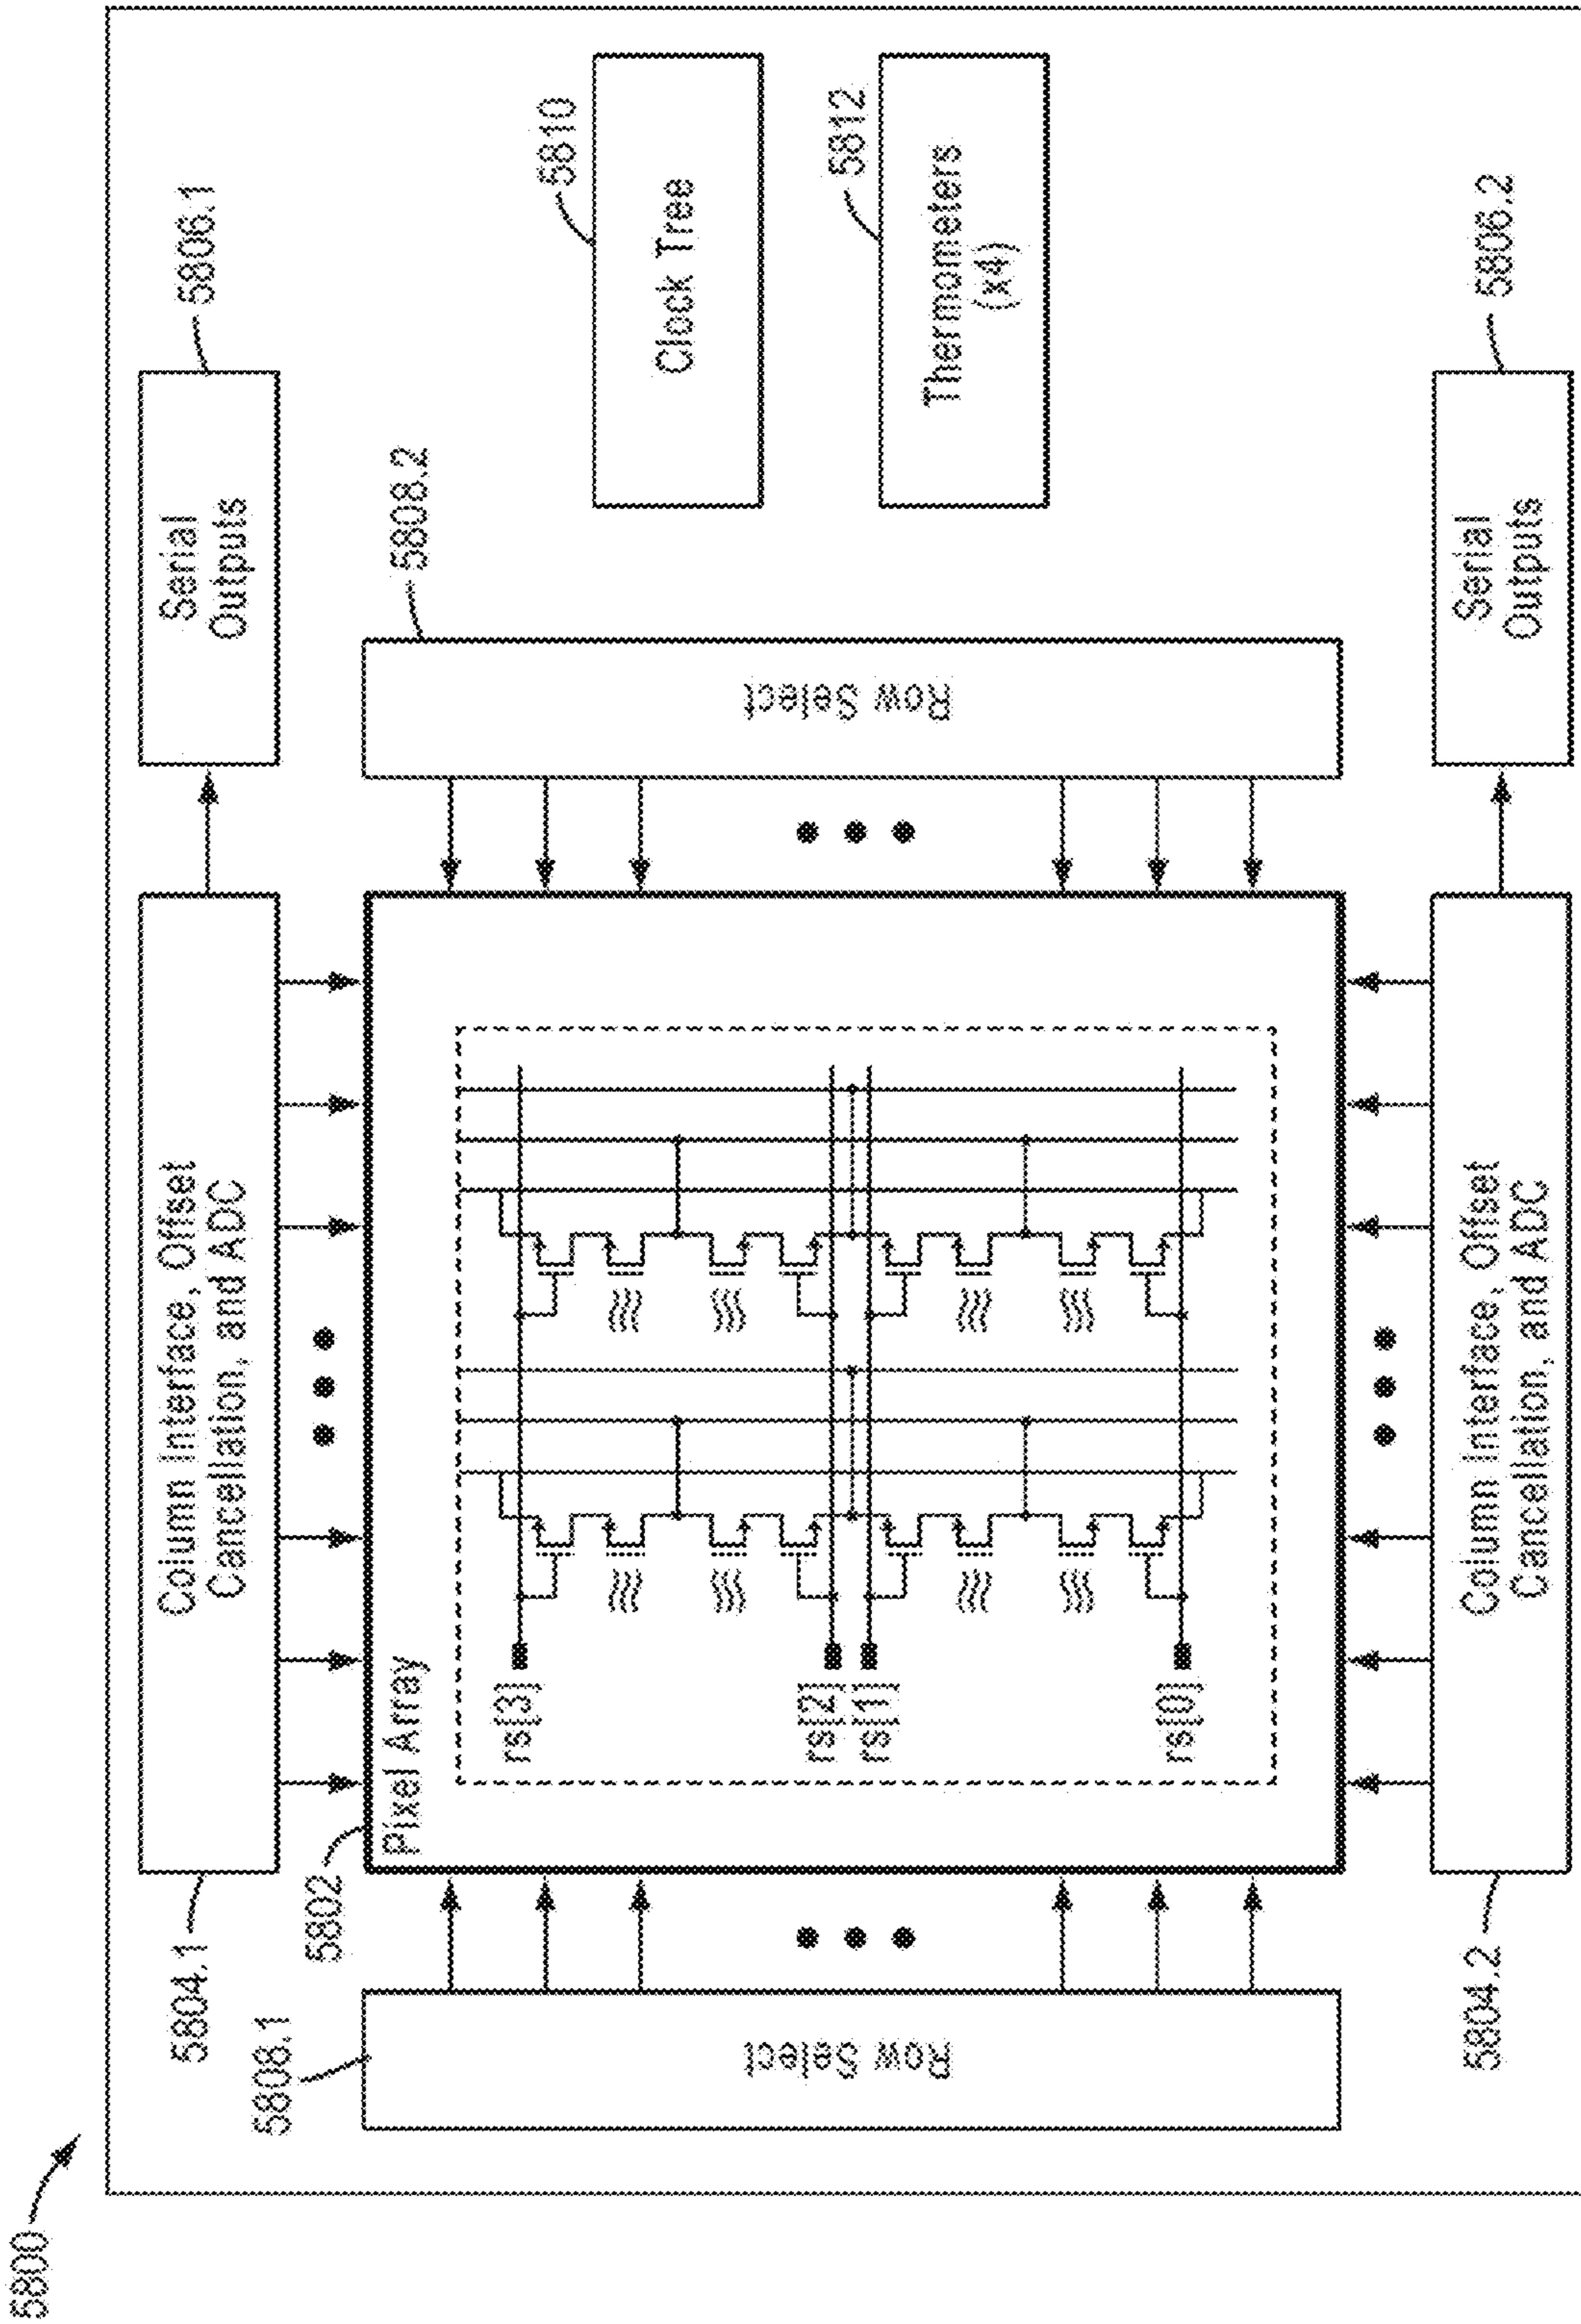 5800
5804.1
Column Interface, Offset
Cancellation, and ADC
Serial
Outputs
5806.1
5808.1
Row Select
5802
Pixel Array
rs[3]
rs[2]
rs[1]
rs[0]
5808.2
Row Select
5810
Clock Tree
5812
Thermometers
(x4)
5804.2
Column Interface, Offset
Cancellation, and ADC
Serial
Outputs
5806.2